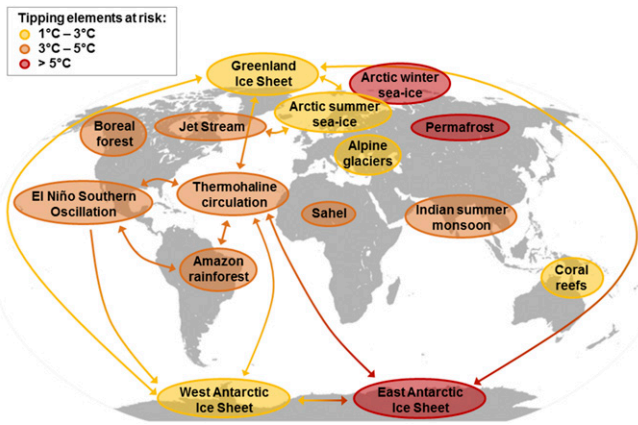 Tipping elements at risk:
1°C – 3°C
3°C – 5°C
> 5°C
Greenland
Ice Sheet
Arctic winter
sea-ice
Arctic summer
sea-ice
Boreal
forest
Jet Stream
Permafrost
Alpine
glaciers
El Niño Southern
Oscillation
Thermohaline
circulation
Sahel
Indian summer
monsoon
Amazon
rainforest
Coral
reefs
West Antarctic
Ice Sheet
East Antarctic
Ice Sheet